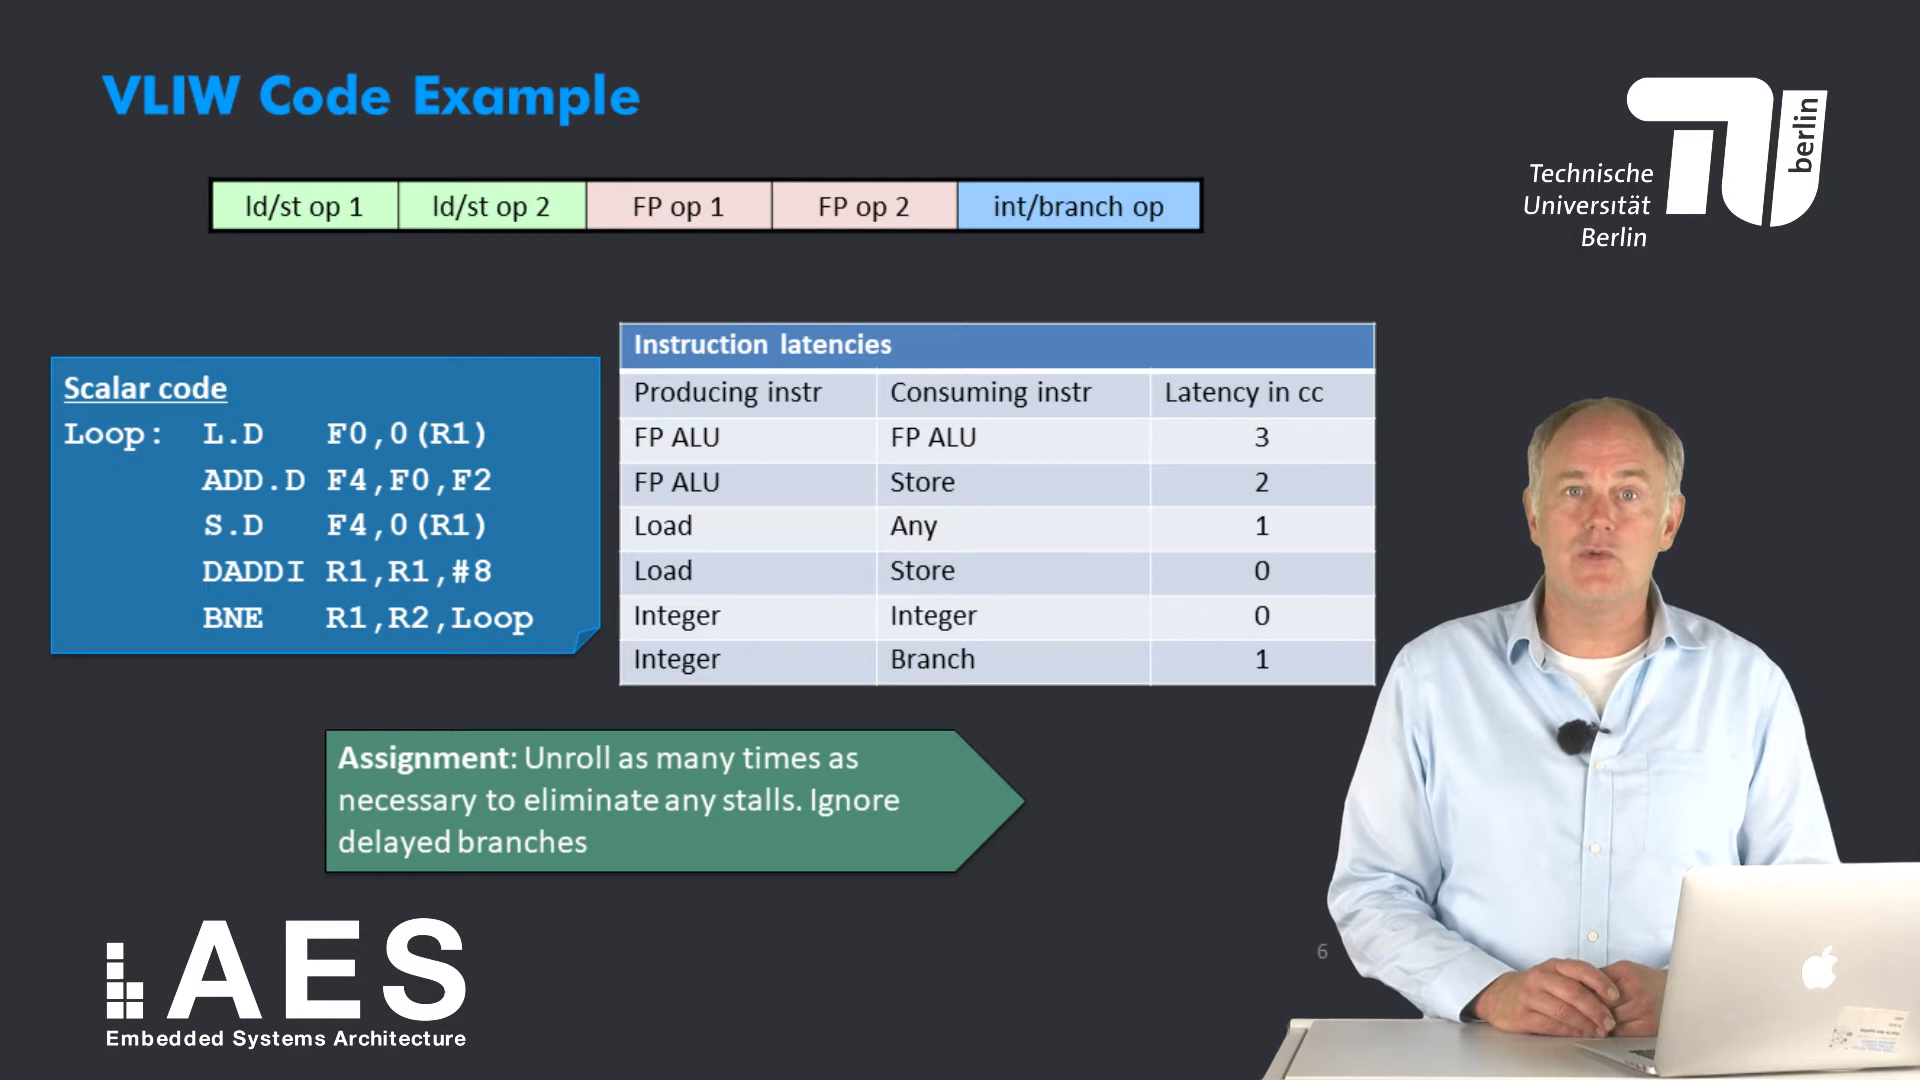 VLIW Code Example
Technische
Universität
Berlin
berlin
ld/st op 1 ld/st op 2 FP op 1 FP op 2 int/branch op
Scalar code
Loop: L.D F0,0(R1)
ADD.D F4,F0,F2
S.D F4,0(R1)
DADDI R1,R1,#8
BNE R1,R2,Loop
Instruction latencies
Producing instr Consuming instr Latency in cc
FP ALU FP ALU 3
FP ALU Store 2
Load Any 1
Load Store 0
Integer Integer 0
Integer Branch 1
Assignment: Unroll as many times as
necessary to eliminate any stalls. Ignore
delayed branches
6
AES
Embedded Systems Architecture